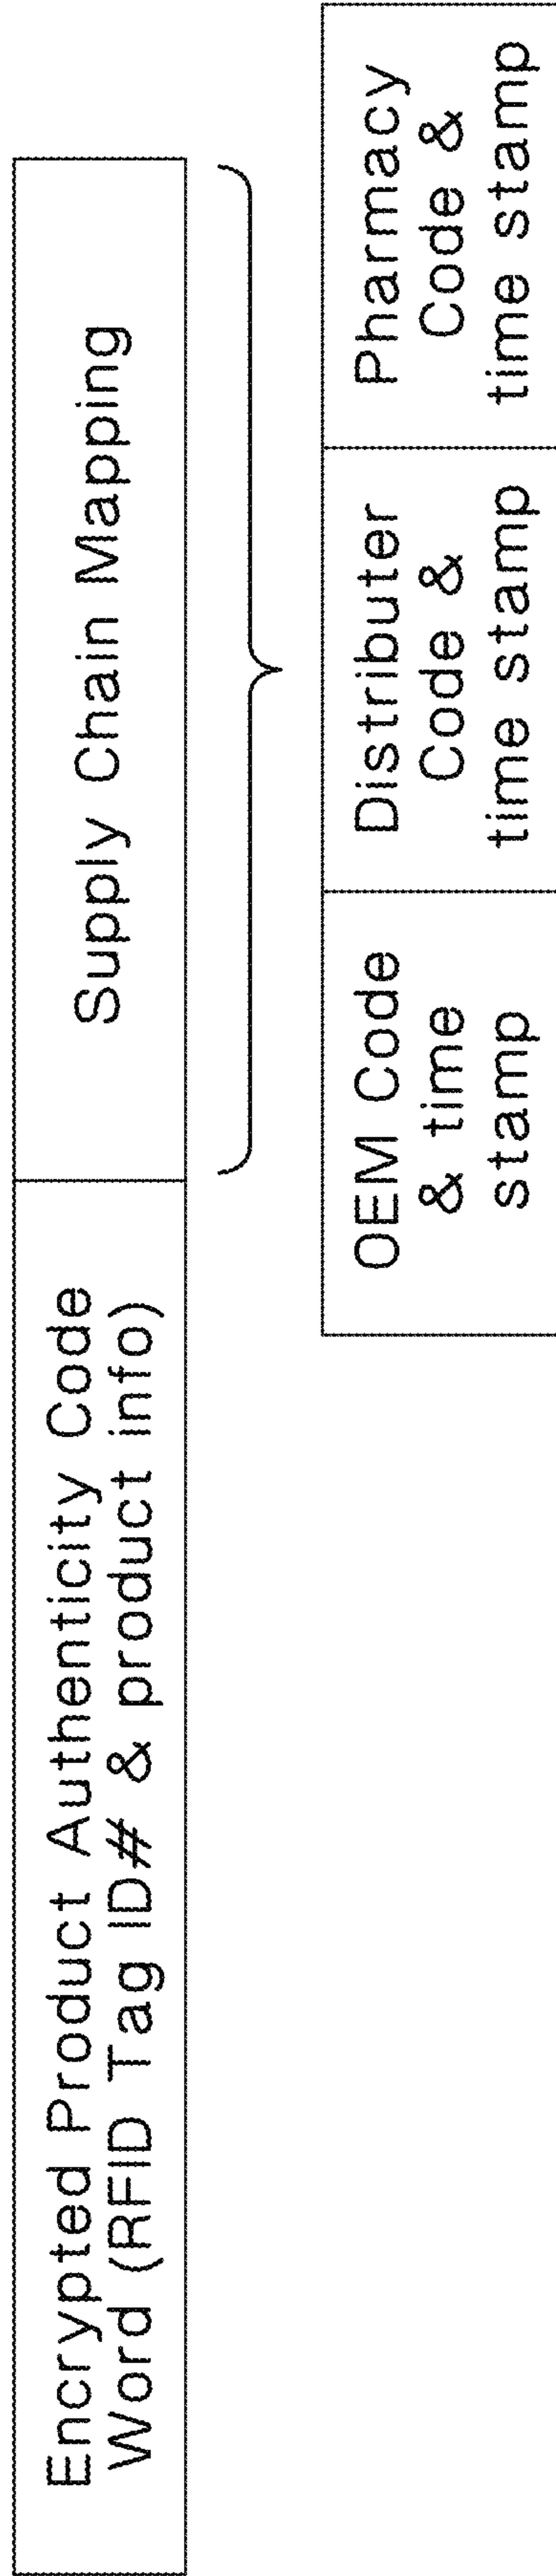 Encrypted Product Authenticity Code
Word (RFID Tag ID# & product info)
Supply Chain Mapping
OEM Code
& time
stamp
Distributer
Code &
time stamp
Pharmacy
Code &
time stamp